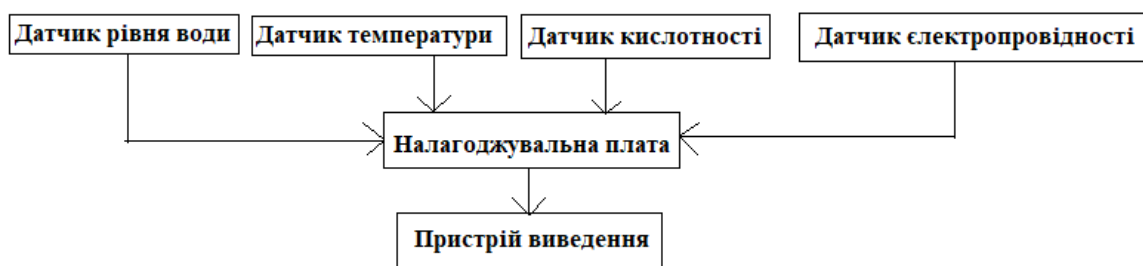 Датчик рівня води
Датчик температури
Датчик кислотності
Датчик єлектропровідності
Налагоджувальна плата
Пристрій виведення